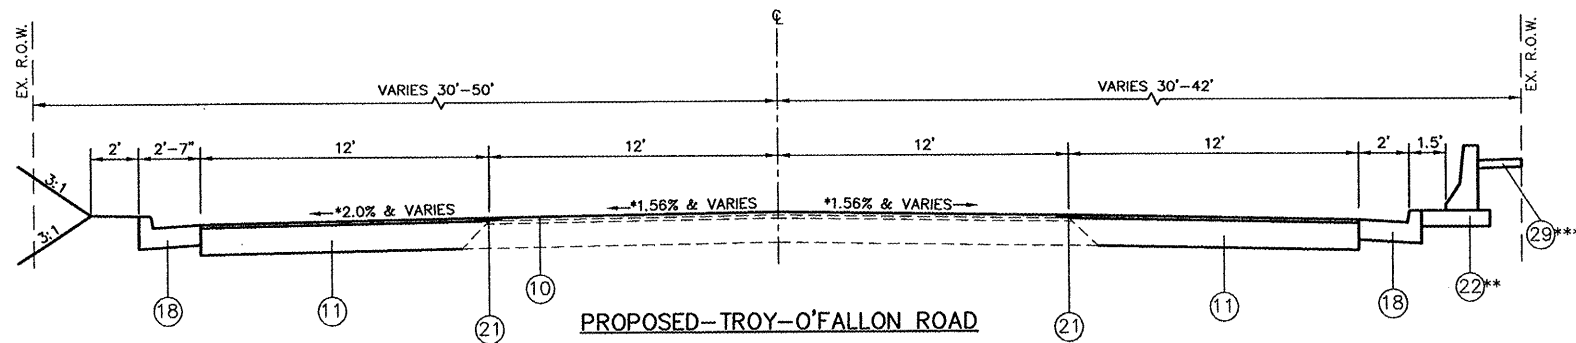 ℄
EX. R.O.W.
EX. R.O.W.
VARIES 30'-50'
VARIES 30'-42'
2'
2'-7"
12'
12'
12'
12'
2'
1.5'
3:1
3:1
*2.0% & VARIES
*1.56% & VARIES
*1.56% & VARIES
29***
22**
18
11
21
10
21
11
18
PROPOSED-TROY-O'FALLON ROAD